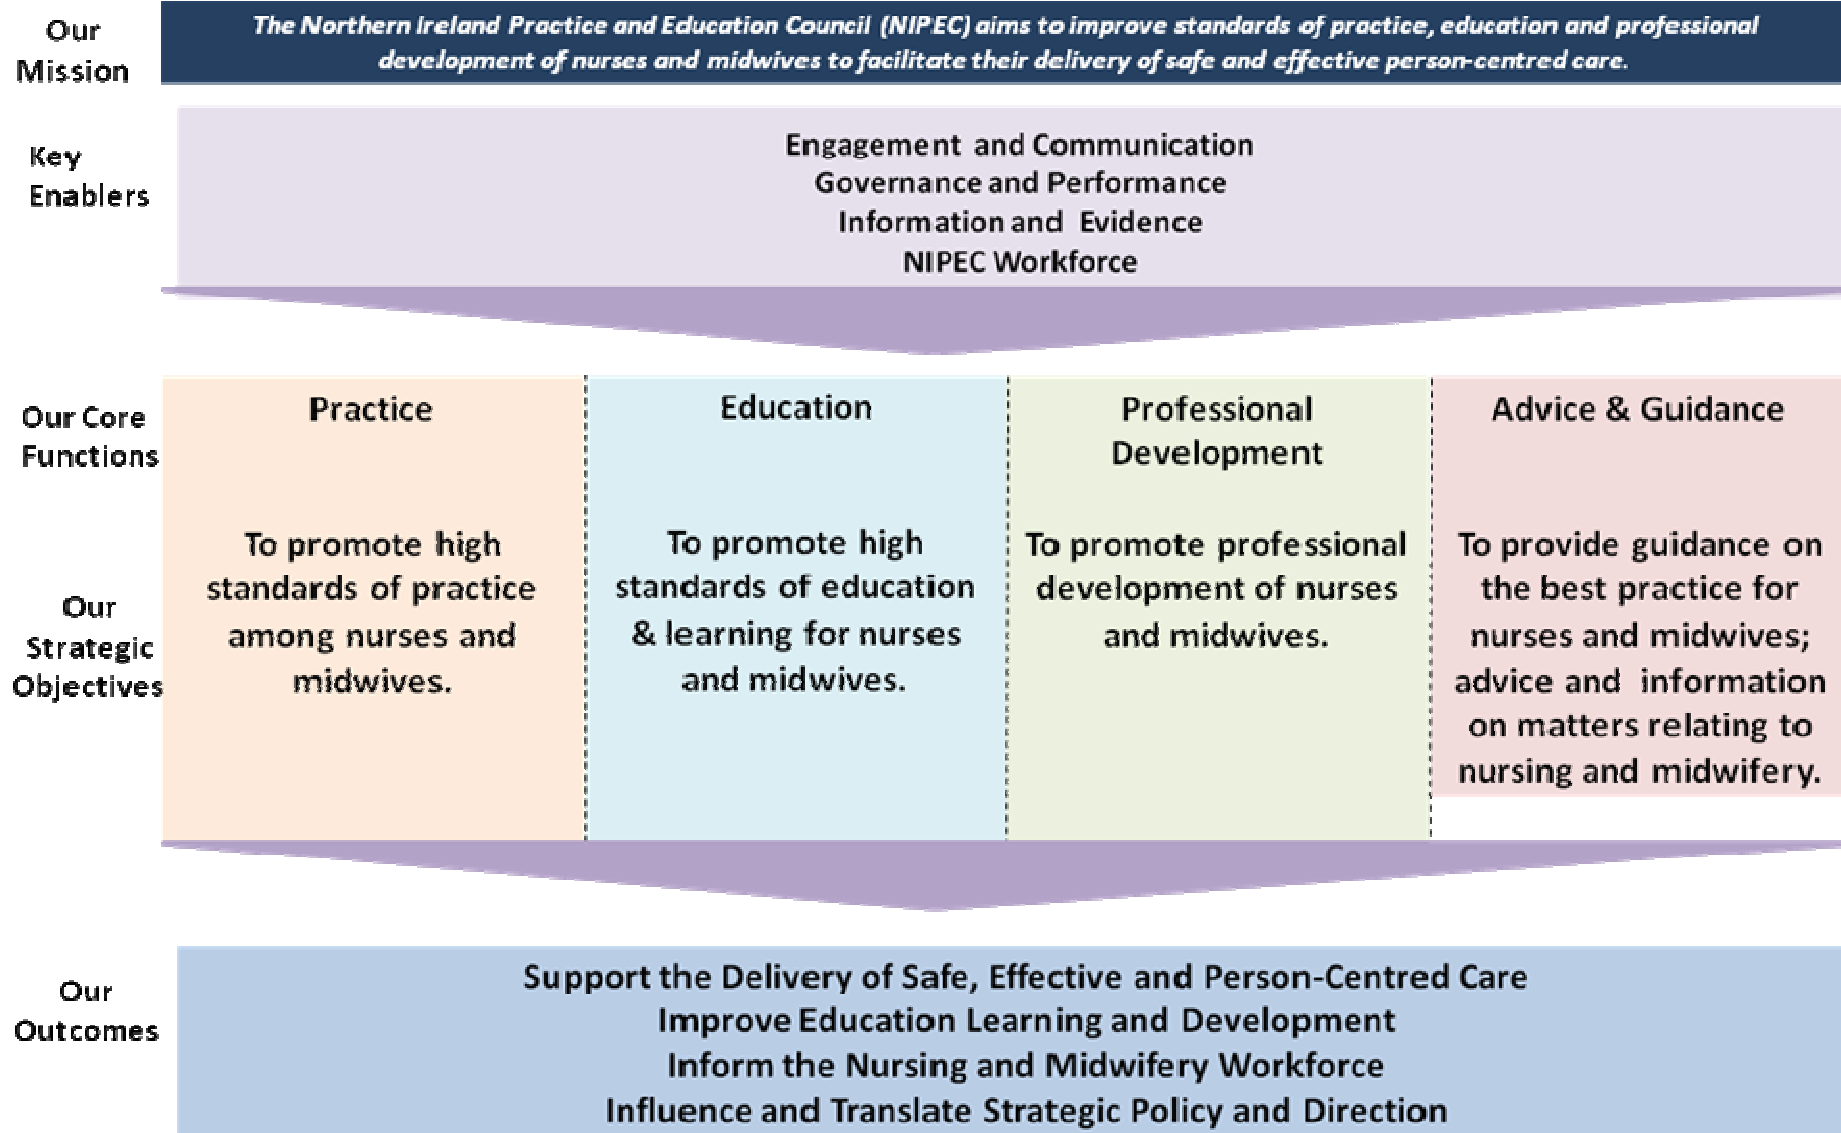 Our
Mission
The Northern Ireland Practice and Education Council (NIPEC) aims to improve standards of practice, education and professional
development of nurses and midwives to facilitate their delivery of safe and effective person-centred care.
Key
Enablers
Engagement and Communication
Governance and Performance
Information and Evidence
NIPEC Workforce
Our Core
Functions
Practice
Education
Professional
Development
Advice & Guidance
Our
Strategic
Objectives
To promote high
standards of practice
among nurses and
midwives.
To promote high
standards of education
& learning for nurses
and midwives.
To promote professional
development of nurses
and midwives.
To provide guidance on
the best practice for
nurses and midwives;
advice and information
on matters relating to
nursing and midwifery.
Our
Outcomes
Support the Delivery of Safe, Effective and Person-Centred Care
Improve Education Learning and Development
Inform the Nursing and Midwifery Workforce
Influence and Translate Strategic Policy and Direction